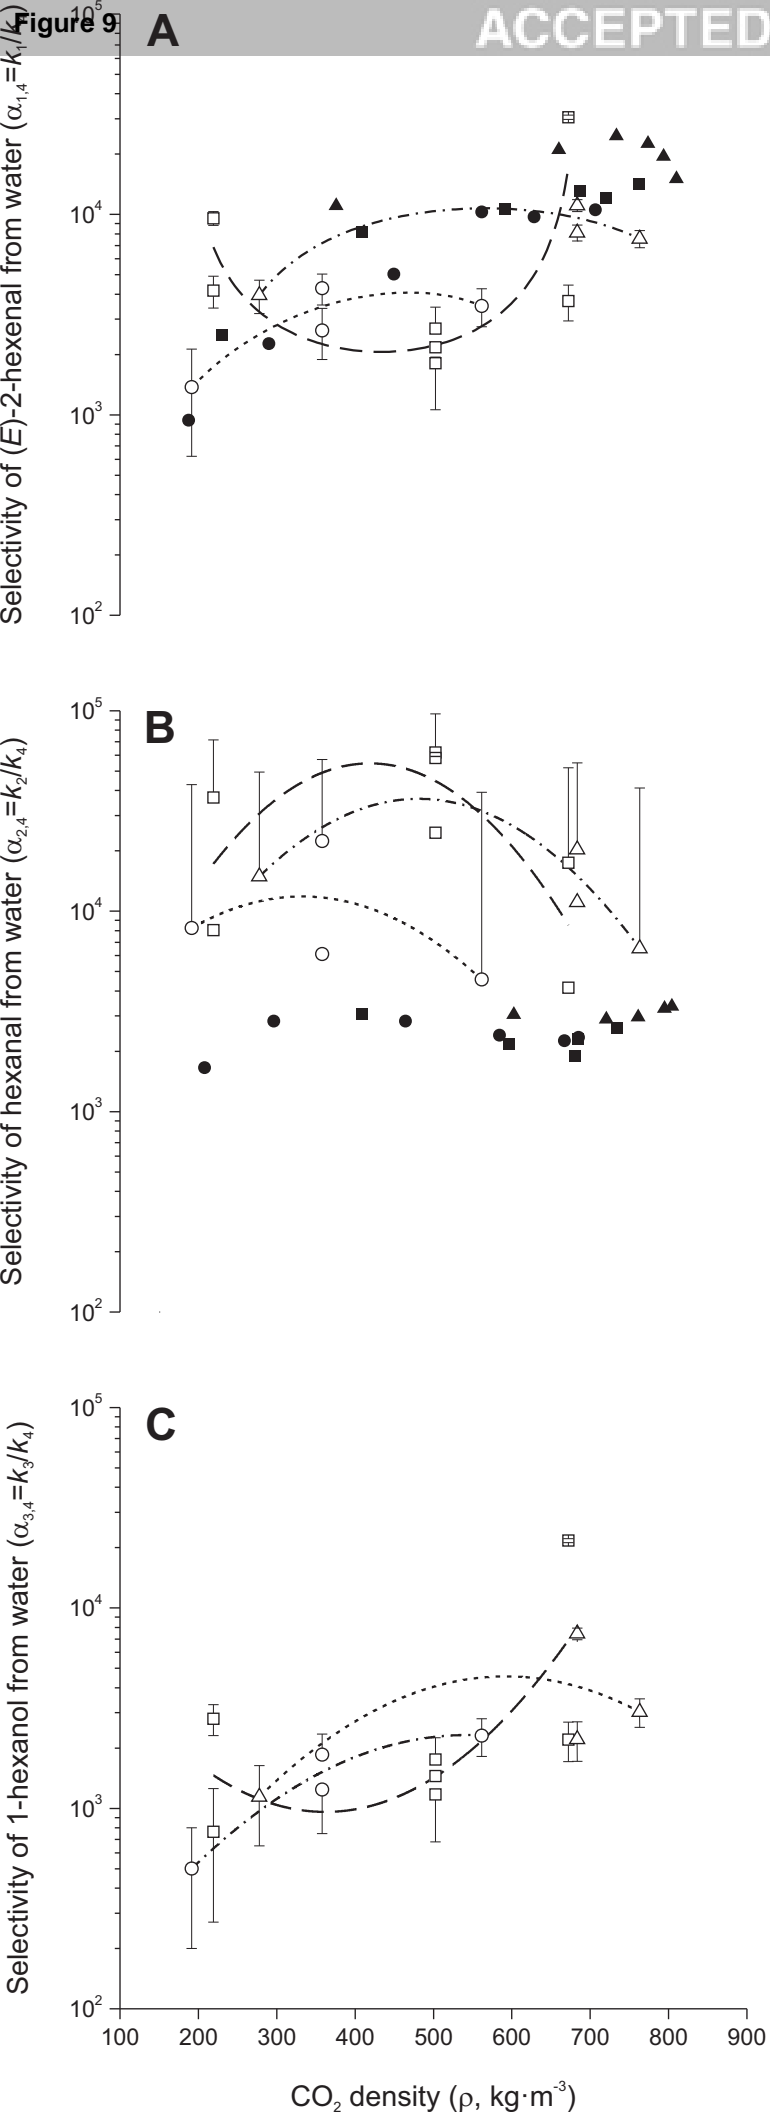 Figure 9
ACCEPTED
A
Selectivity of (E)-2-hexenal from water (α1,4=k1/k
10^5
10^4
10^3
10^2
B
Selectivity of hexanal from water (α2,4=k2/k4)
10^5
10^4
10^3
10^2
C
Selectivity of 1-hexanol from water (α3,4=k3/k4)
10^5
10^4
10^3
10^2
100 200 300 400 500 600 700 800 900
CO2 density (ρ, kg·m^-3)